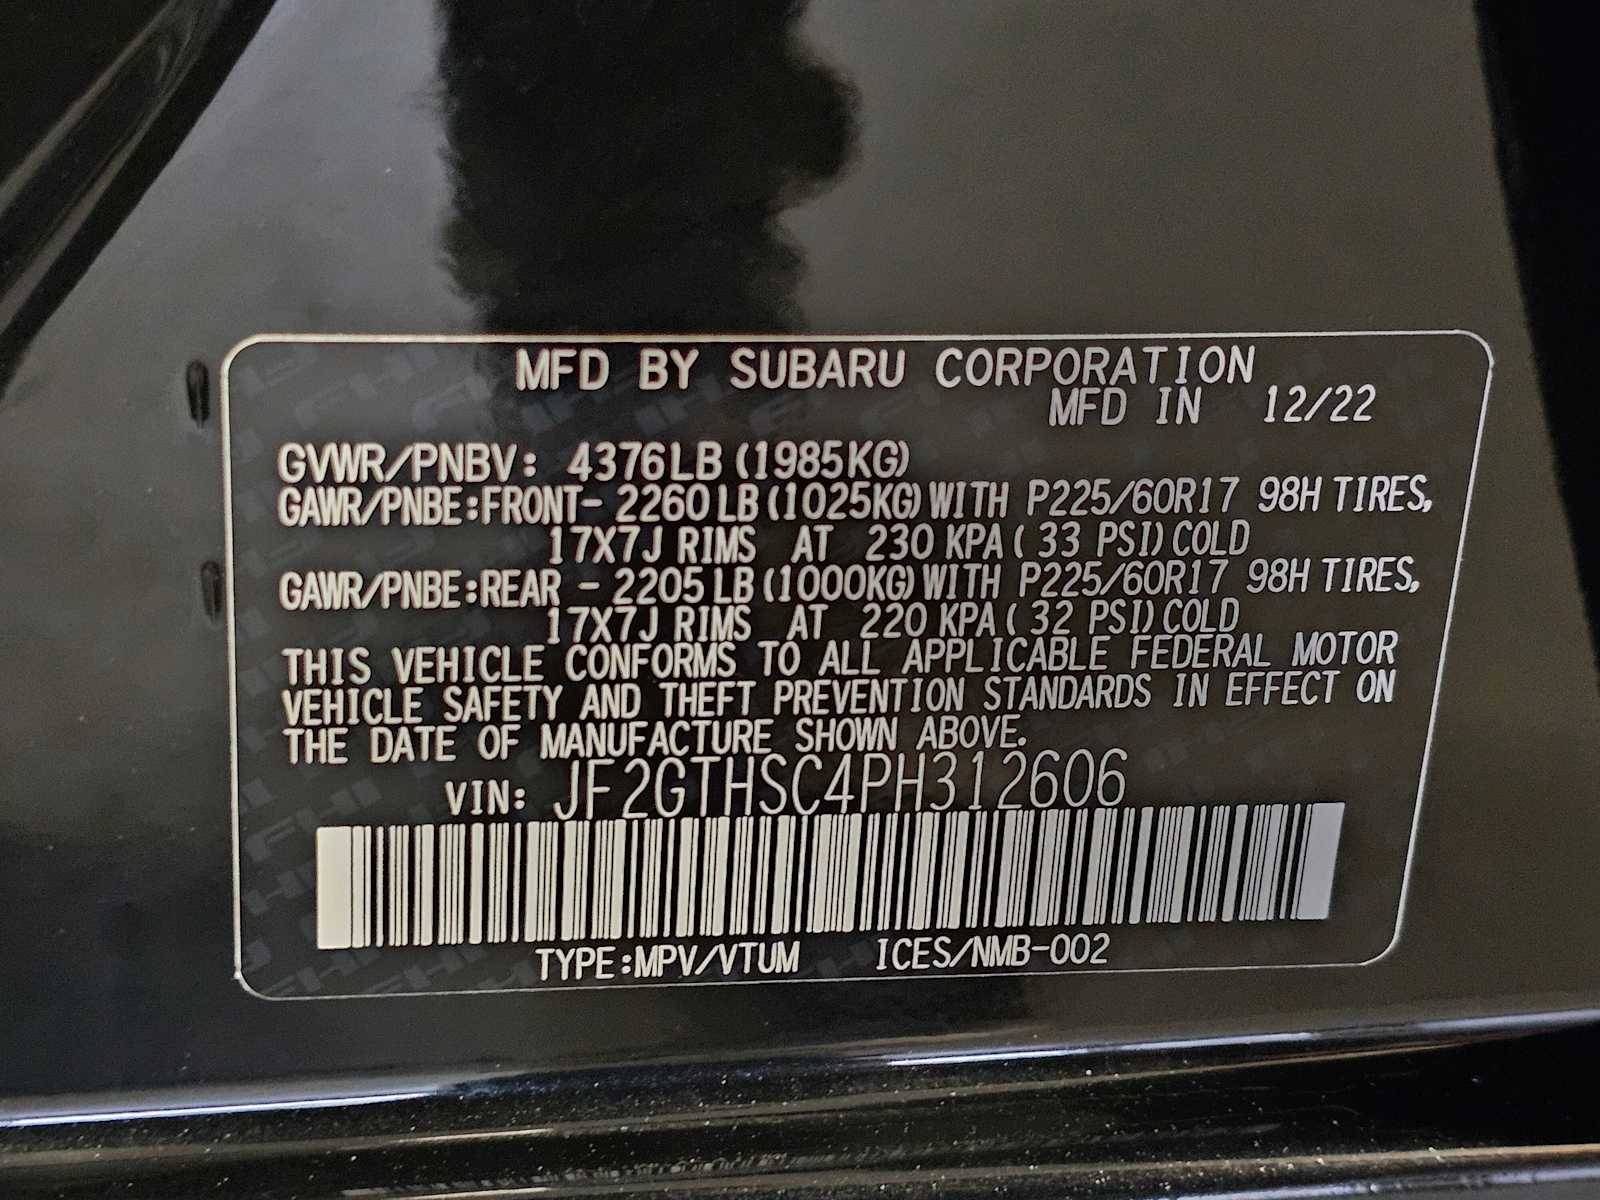 MFD BY SUBARU CORPORATION
MFD IN 12/22
GVWR/PNBV: 4376LB (1985KG)
GAWR/PNBE:FRONT- 2260 LB (1025KG) WITH P225/60R17 98H TIRES,
17X7J RIMS AT 230 KPA ( 33 PSI) COLD
GAWR/PNBE:REAR - 2205 LB (1000KG) WITH P225/60R17 98H TIRES,
17X7J RIMS AT 220 KPA ( 32 PSI) COLD
THIS VEHICLE CONFORMS TO ALL APPLICABLE FEDERAL MOTOR
VEHICLE SAFETY AND THEFT PREVENTION STANDARDS IN EFFECT ON
THE DATE OF MANUFACTURE SHOWN ABOVE.
VIN: JF2GTHSC4PH312606
TYPE:MPV/VTUM ICES/NMB-002